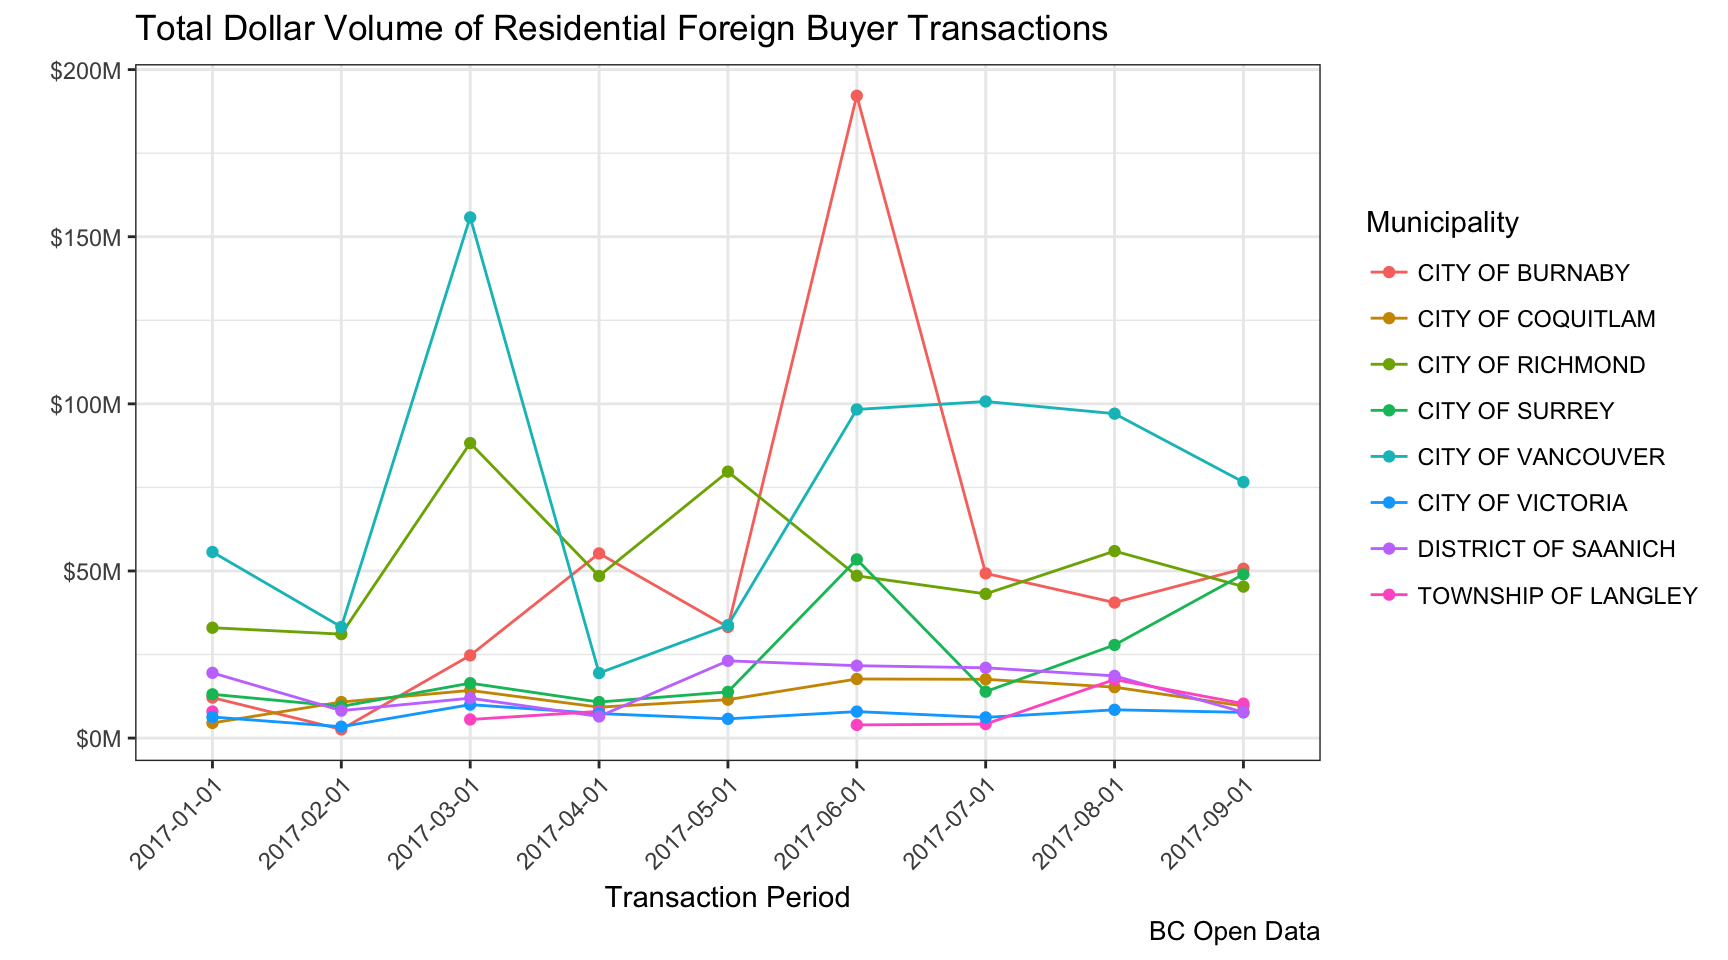 Total Dollar Volume of Residential Foreign Buyer Transactions
$200M
$150M
$100M
$50M
$0M
2017-01-01
2017-02-01
2017-03-01
2017-04-01
2017-05-01
2017-06-01
2017-07-01
2017-08-01
2017-09-01
Transaction Period
Municipality
CITY OF BURNABY
CITY OF COQUITLAM
CITY OF RICHMOND
CITY OF SURREY
CITY OF VANCOUVER
CITY OF VICTORIA
DISTRICT OF SAANICH
TOWNSHIP OF LANGLEY
BC Open Data